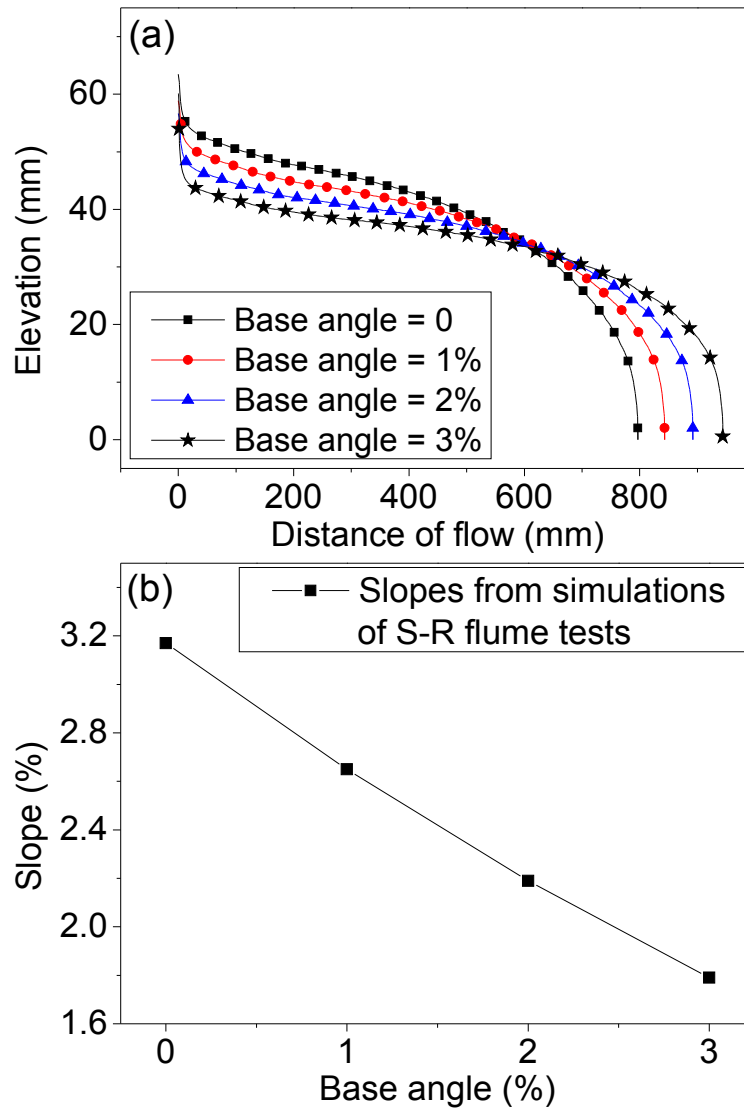 (a)
60
40
20
0
Elevation (mm)
Base angle = 0
Base angle = 1%
Base angle = 2%
Base angle = 3%
0 200 400 600 800
Distance of flow (mm)
(b)
Slopes from simulations
of S-R flume tests
3.2
2.8
2.4
2.0
1.6
Slope (%)
0 1 2 3
Base angle (%)